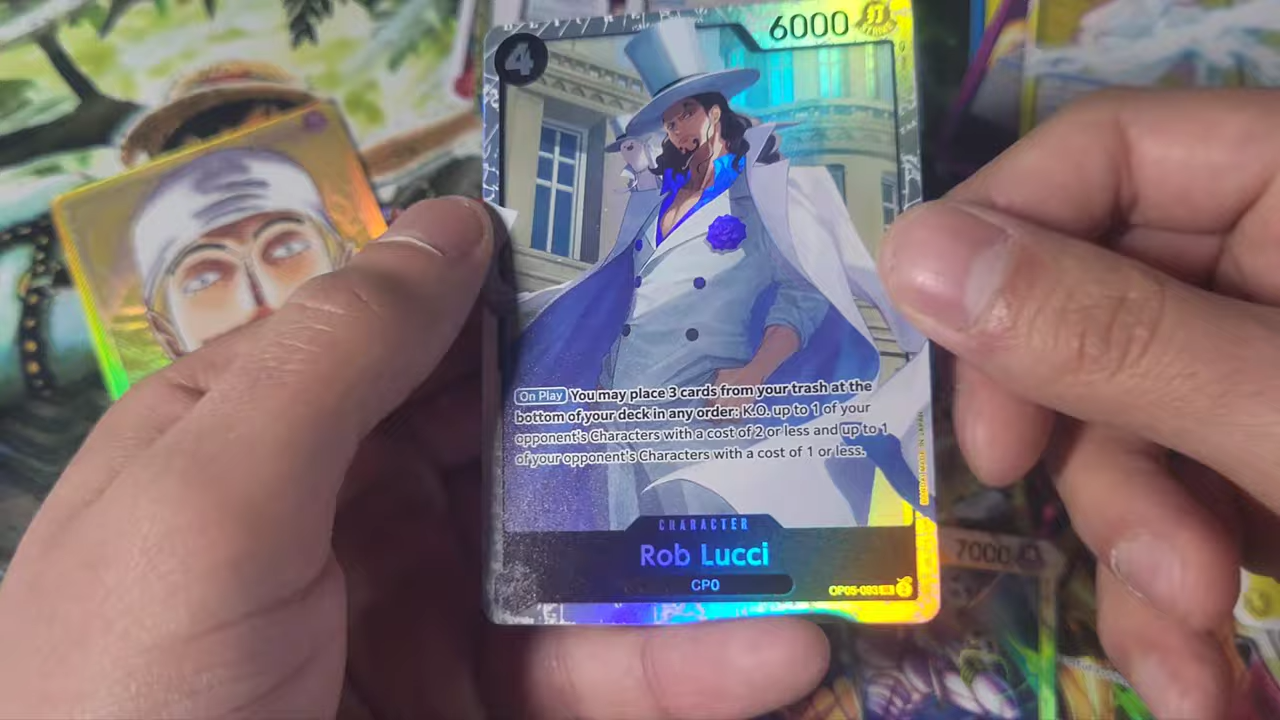 4
6000
On Play You may place 3 cards from your trash at the
bottom of your deck in any order: K.O. up to 1 of your
opponent's Characters with a cost of 2 or less and up to 1
of your opponent's Characters with a cost of 1 or less.
CHARACTER
Rob Lucci
CP0
OP05-093
7000